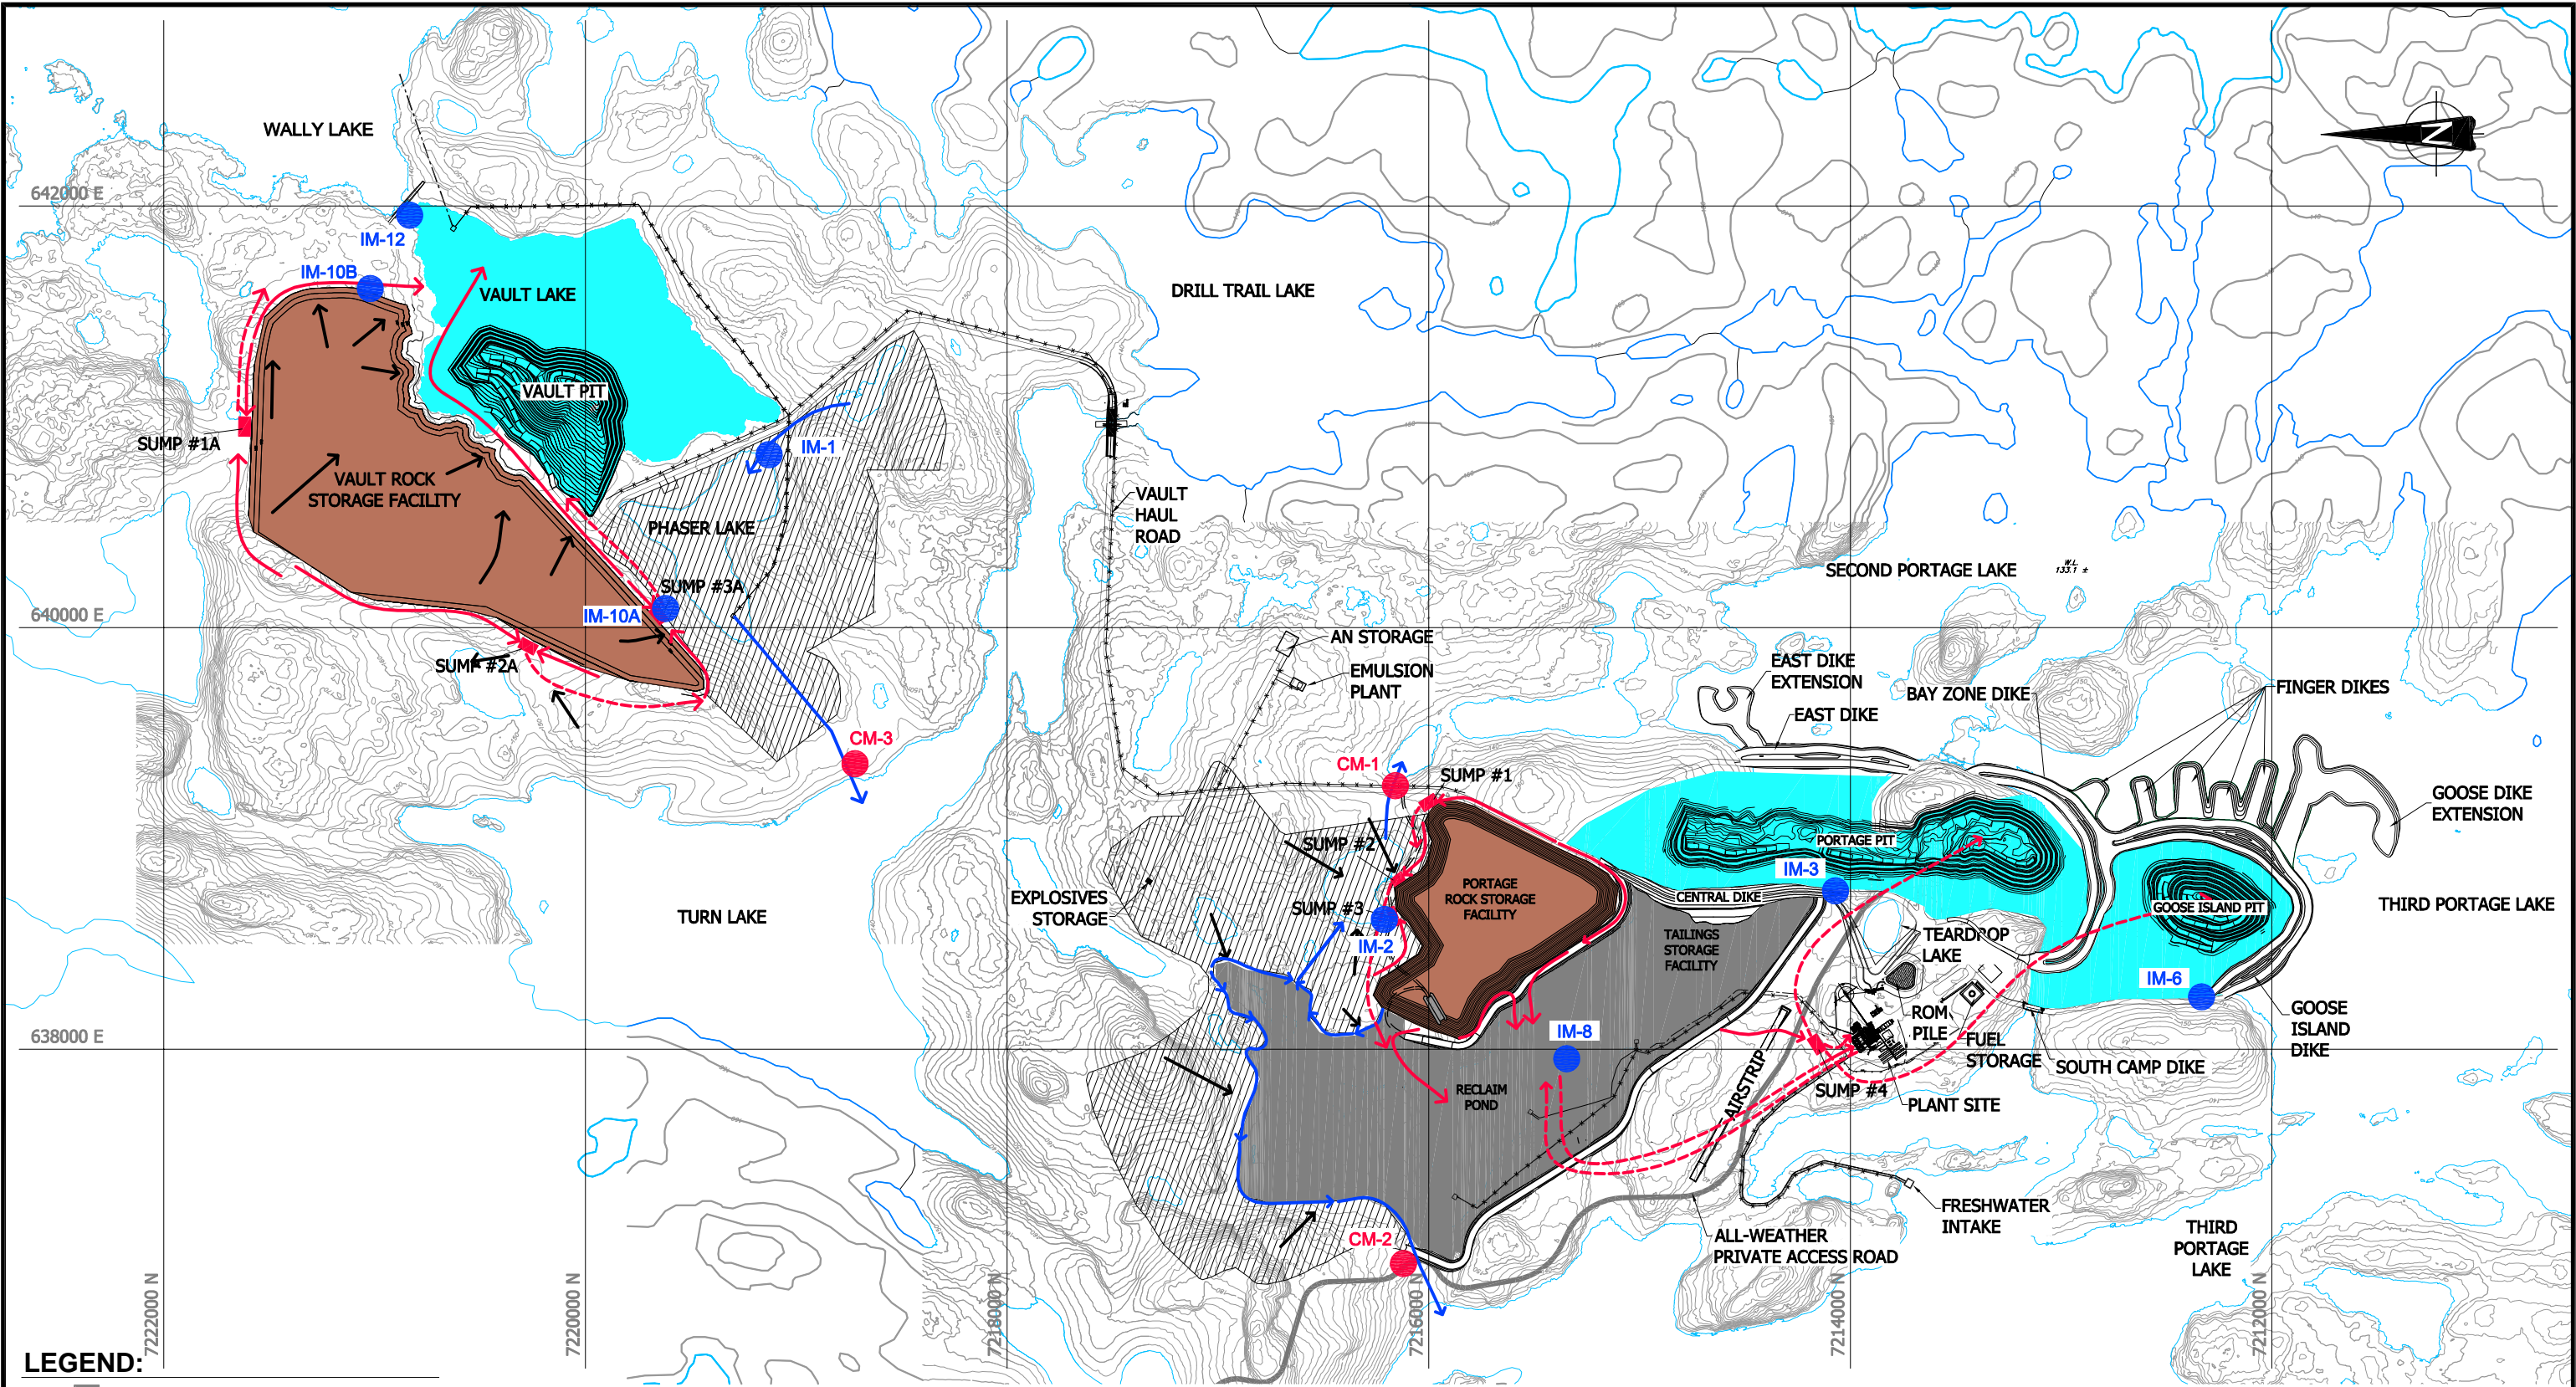 WALLY LAKE
642000 E
IM-12
IM-10B
VAULT LAKE
DRILL TRAIL LAKE
N
VAULT PIT
SUMP #1A
IM-1
VAULT ROCK
STORAGE FACILITY
VAULT
HAUL
ROAD
PHASER LAKE
SECOND PORTAGE LAKE
W.L.
133.1 ±
SUMP #3A
IM-10A
640000 E
AN STORAGE
EMULSION
PLANT
SUMP #2A
EAST DIKE
EXTENSION
BAY ZONE DIKE
FINGER DIKES
EAST DIKE
CM-3
CM-1
SUMP #1
GOOSE DIKE
EXTENSION
SUMP #2
PORTAGE PIT
IM-3
PORTAGE
ROCK STORAGE
FACILITY
CENTRAL DIKE
EXPLOSIVES
STORAGE
SUMP #3
GOOSE ISLAND PIT
THIRD PORTAGE LAKE
TURN LAKE
IM-2
TAILINGS
STORAGE
FACILITY
TEARDROP
LAKE
IM-6
ROM
PILE
GOOSE
ISLAND
DIKE
638000 E
IM-8
FUEL
STORAGE
SOUTH CAMP DIKE
RECLAIM
POND
AIRSTRIP
SUMP #4
PLANT SITE
FRESHWATER
INTAKE
CM-2
ALL-WEATHER
PRIVATE ACCESS ROAD
THIRD
PORTAGE
LAKE
7222000 N
7220000 N
7218000 N
7216000 N
7214000 N
7212000 N
LEGEND: